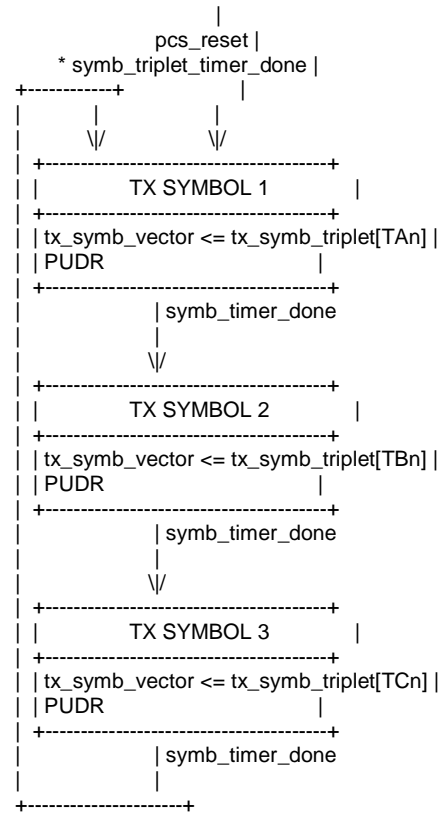 pcs_reset
* symb_triplet_timer_done
TX SYMBOL 1
tx_symb_vector <= tx_symb_triplet[TAn]
PUDR
symb_timer_done
TX SYMBOL 2
tx_symb_vector <= tx_symb_triplet[TBn]
PUDR
symb_timer_done
TX SYMBOL 3
tx_symb_vector <= tx_symb_triplet[TCn]
PUDR
symb_timer_done